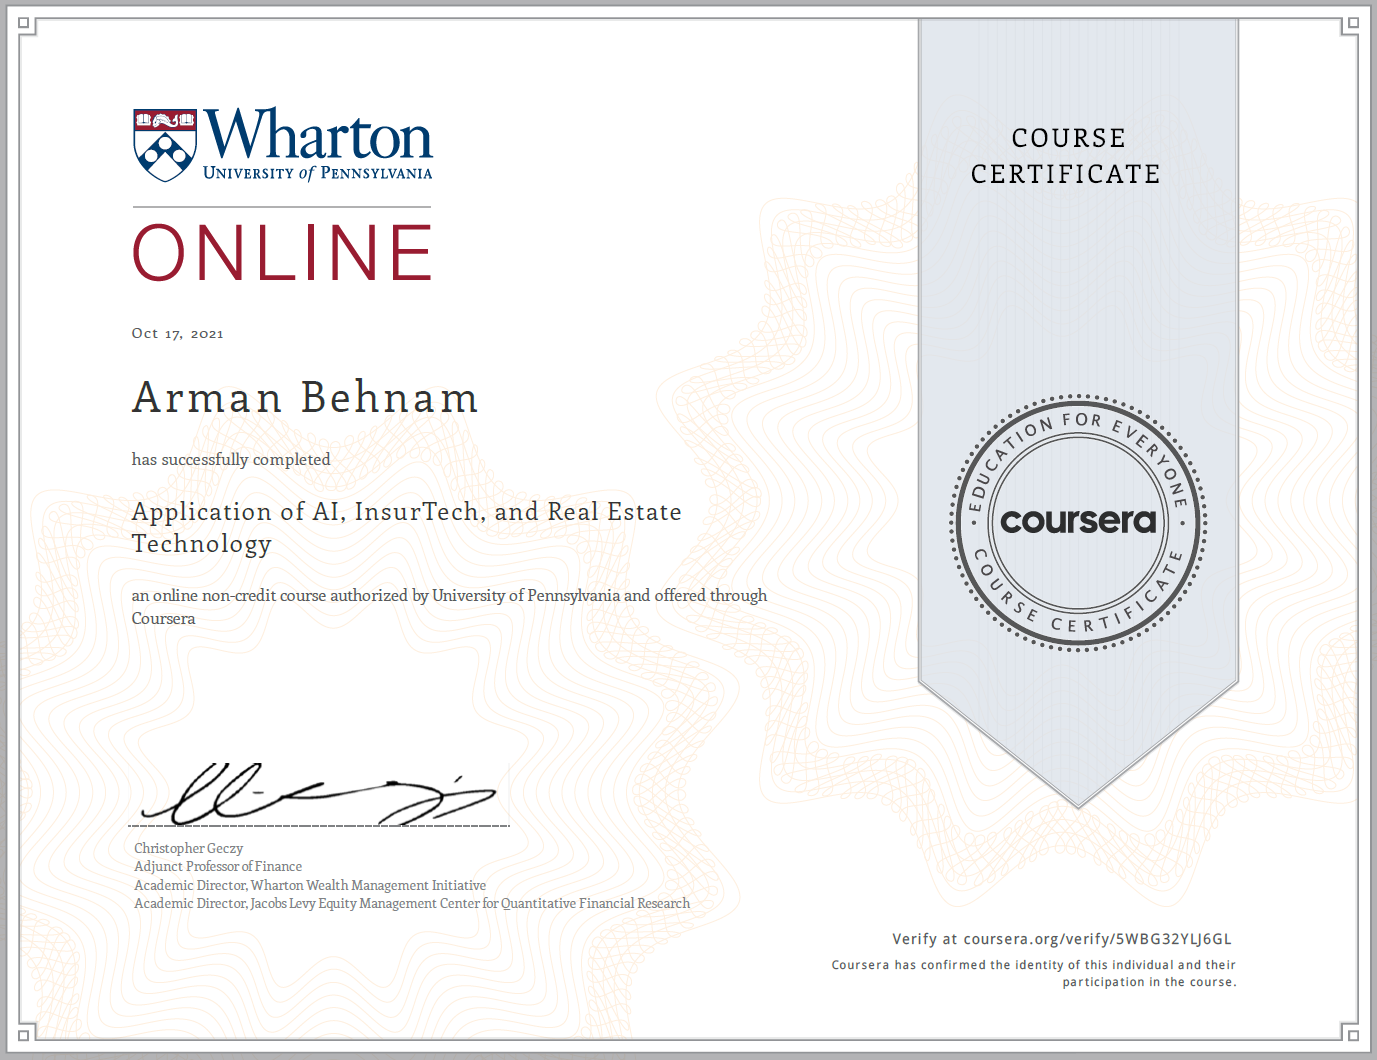 Wharton
UNIVERSITY of PENNSYLVANIA
ONLINE
COURSE
CERTIFICATE
Oct 17, 2021
Arman Behnam
has successfully completed
Application of AI, InsurTech, and Real Estate
Technology
an online non-credit course authorized by University of Pennsylvania and offered through
Coursera
EDUCATION FOR EVERYONE
coursera
COURSE CERTIFICATE
Christopher Geczy
Adjunct Professor of Finance
Academic Director, Wharton Wealth Management Initiative
Academic Director, Jacobs Levy Equity Management Center for Quantitative Financial Research
Verify at coursera.org/verify/5WBG32YLJ6GL
Coursera has confirmed the identity of this individual and their
participation in the course.